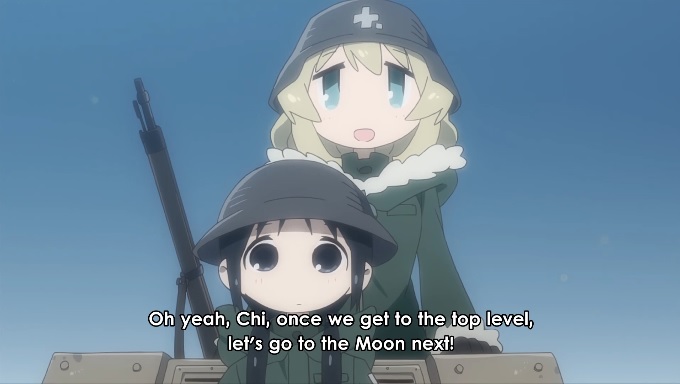 Oh yeah, Chi, once we get to the top level,
let's go to the Moon next!